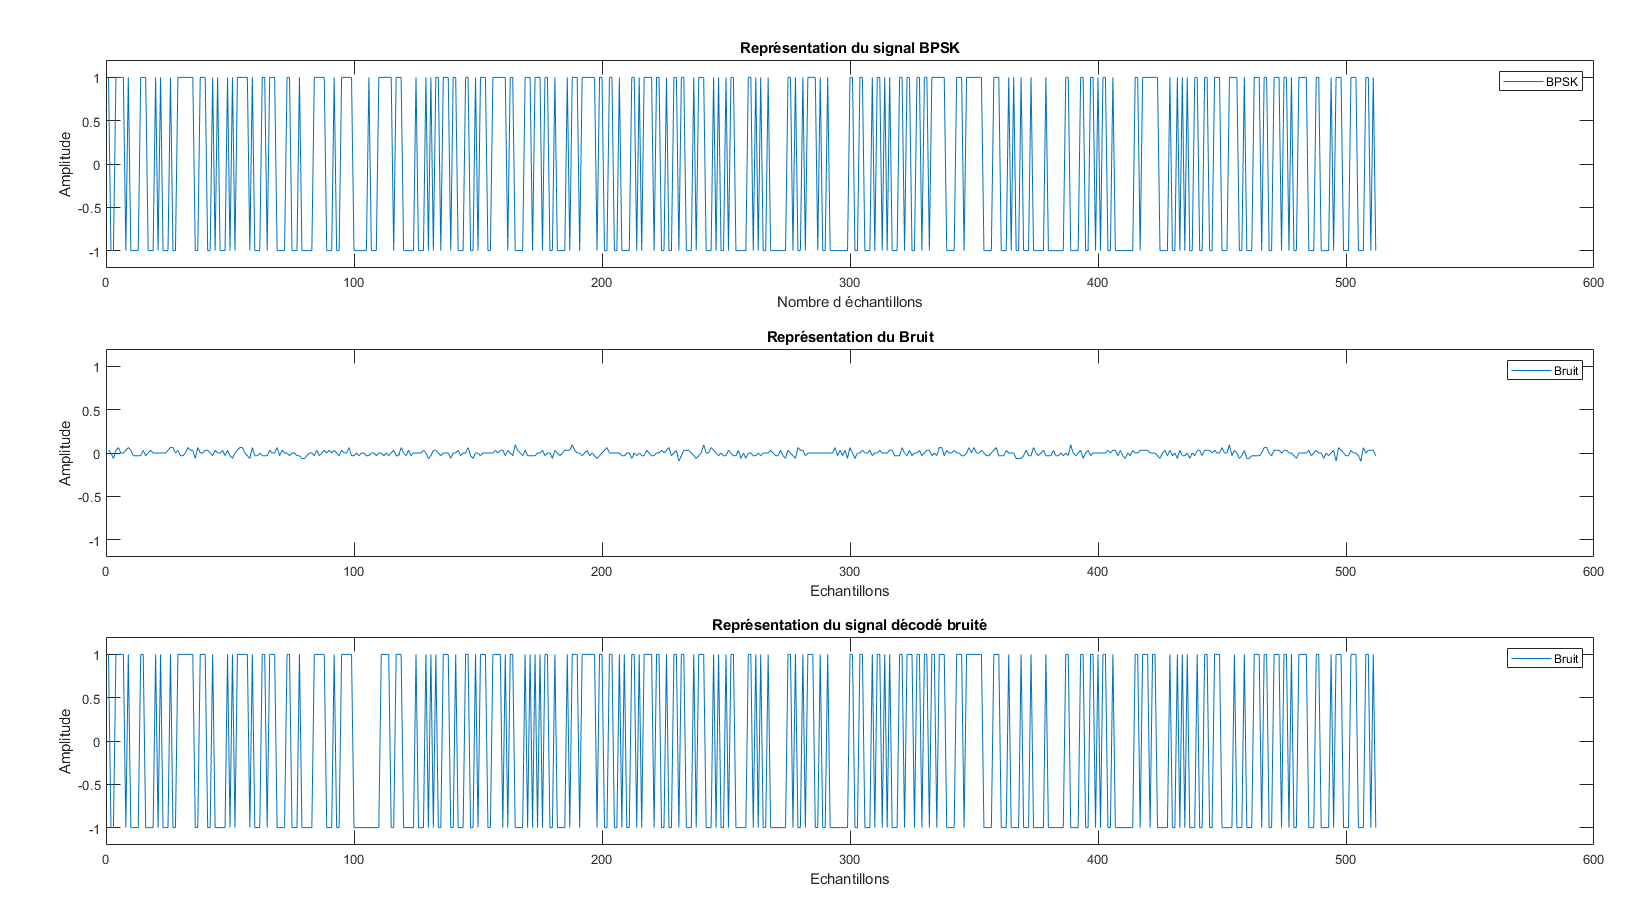 Représentation du signal BPSK
BPSK
1
0.5
0
-0.5
-1
Amplitude
0 100 200 300 400 500 600
Nombre d échantillons
Représentation du Bruit
Bruit
1
0.5
0
-0.5
-1
Amplitude
0 100 200 300 400 500 600
Echantillons
Représentation du signal décodé bruité
Bruit
1
0.5
0
-0.5
-1
Amplitude
0 100 200 300 400 500 600
Echantillons